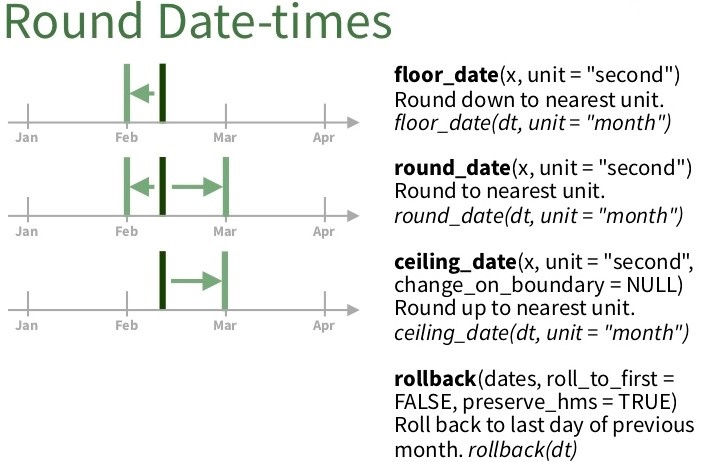 Round Date-times
Jan Feb Mar Apr
Jan Feb Mar Apr
Jan Feb Mar Apr
floor_date(x, unit = "second")
Round down to nearest unit.
floor_date(dt, unit = "month")
round_date(x, unit = "second")
Round to nearest unit.
round_date(dt, unit = "month")
ceiling_date(x, unit = "second",
change_on_boundary = NULL)
Round up to nearest unit.
ceiling_date(dt, unit = "month")
rollback(dates, roll_to_first =
FALSE, preserve_hms = TRUE)
Roll back to last day of previous
month. rollback(dt)